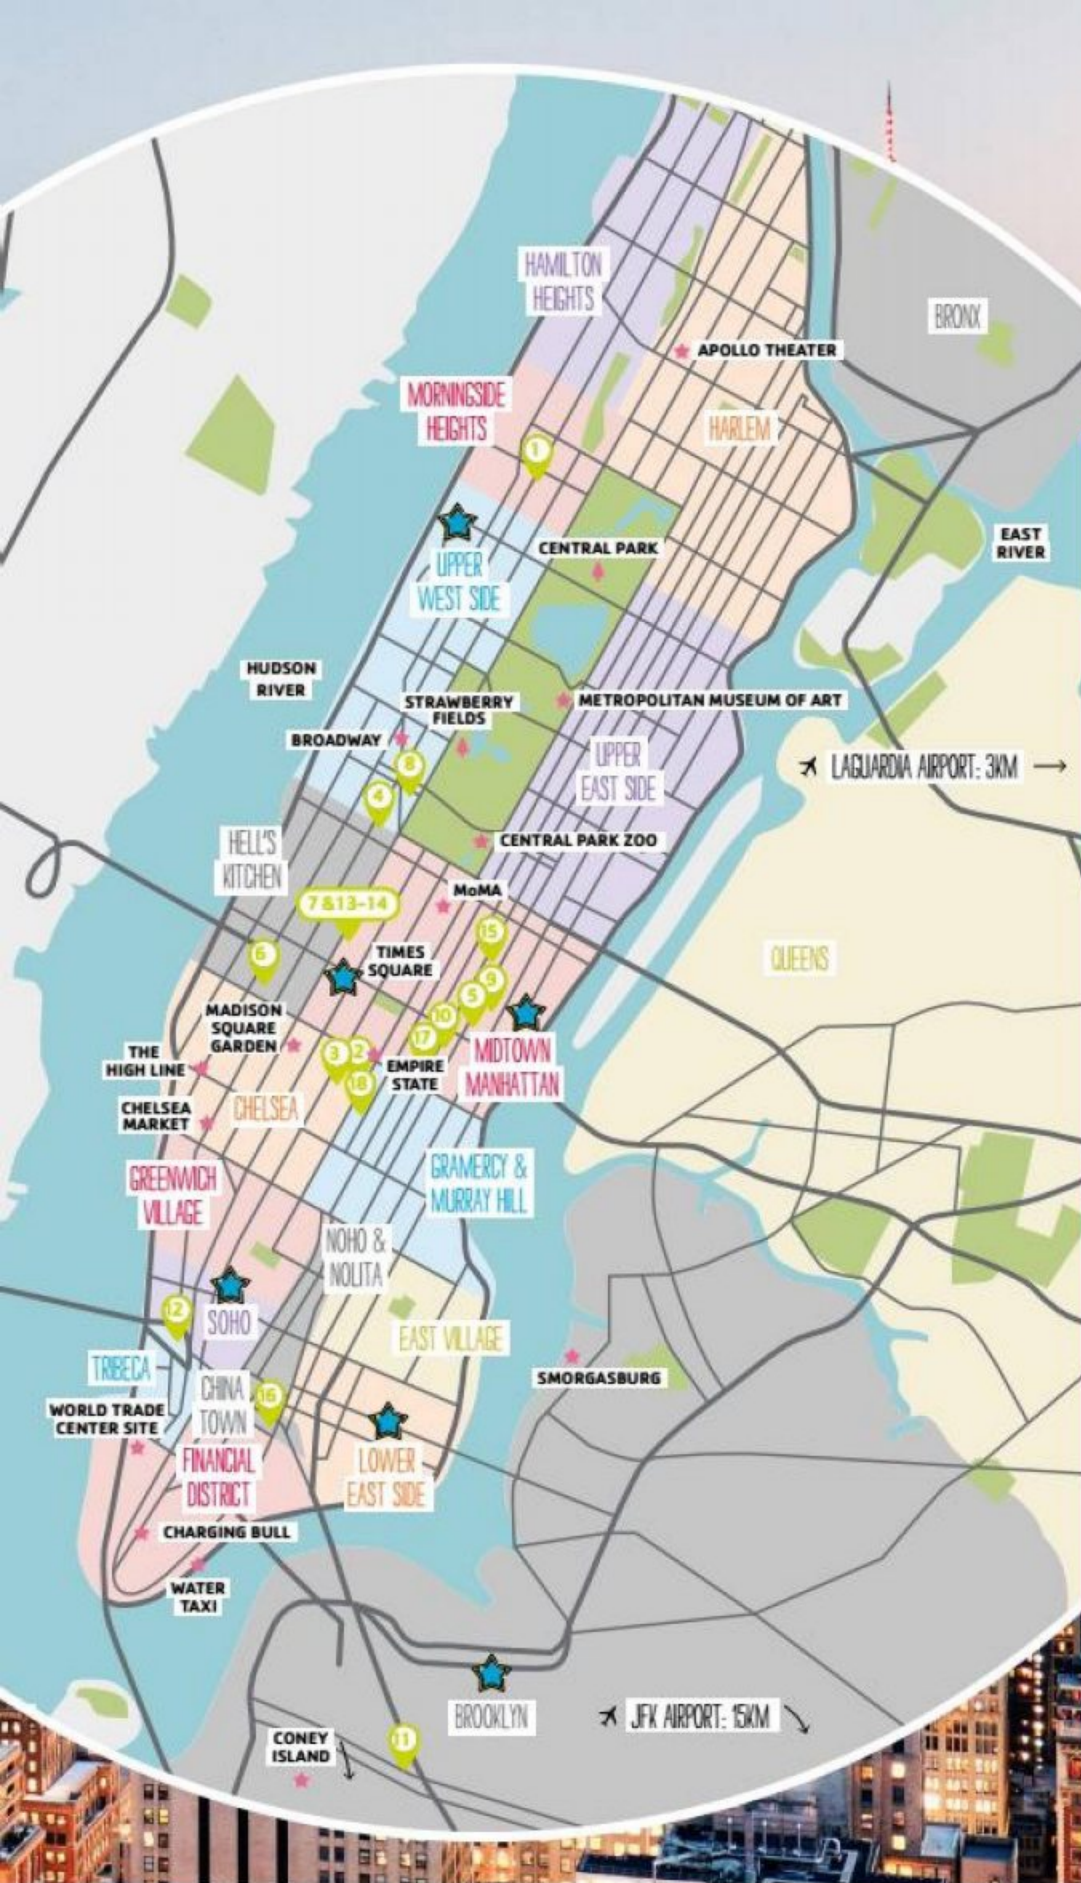 HAMILTON
HEIGHTS
BRONX
APOLLO THEATER
MORNINGSIDE
HEIGHTS
HARLEM
1
EAST
RIVER
CENTRAL PARK
UPPER
WEST SIDE
HUDSON
RIVER
STRAWBERRY
FIELDS
METROPOLITAN MUSEUM OF ART
BROADWAY
8
UPPER
EAST SIDE
LAGUARDIA AIRPORT: 3KM
4
HELL'S
KITCHEN
CENTRAL PARK ZOO
MoMA
7 &13-14
15
6
TIMES
SQUARE
QUEENS
9
5
MADISON
SQUARE
GARDEN
10
17
THE
HIGH LINE
3
2
EMPIRE
STATE
MIDTOWN
MANHATTAN
18
CHELSEA
MARKET
CHELSEA
GREENWICH
VILLAGE
GRAMERCY &
MURRAY HILL
NOHO &
NOLITA
12
SOHO
EAST VILLAGE
TRIBECA
SMORGASBURG
CHINA
TOWN
16
WORLD TRADE
CENTER SITE
FINANCIAL
DISTRICT
LOWER
EAST SIDE
CHARGING BULL
WATER
TAXI
BROOKLYN
JFK AIRPORT: 15KM
CONEY
ISLAND
11